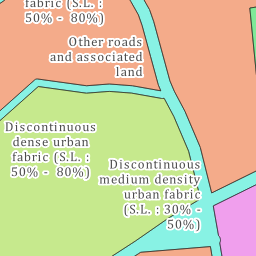 fabric (S.L. :
50% - 80%)
Other roads
and associated
land
Discontinuous
dense urban
fabric (S.L. :
50% - 80%)
Discontinuous
medium density
urban fabric
(S.L. : 30% -
50%)